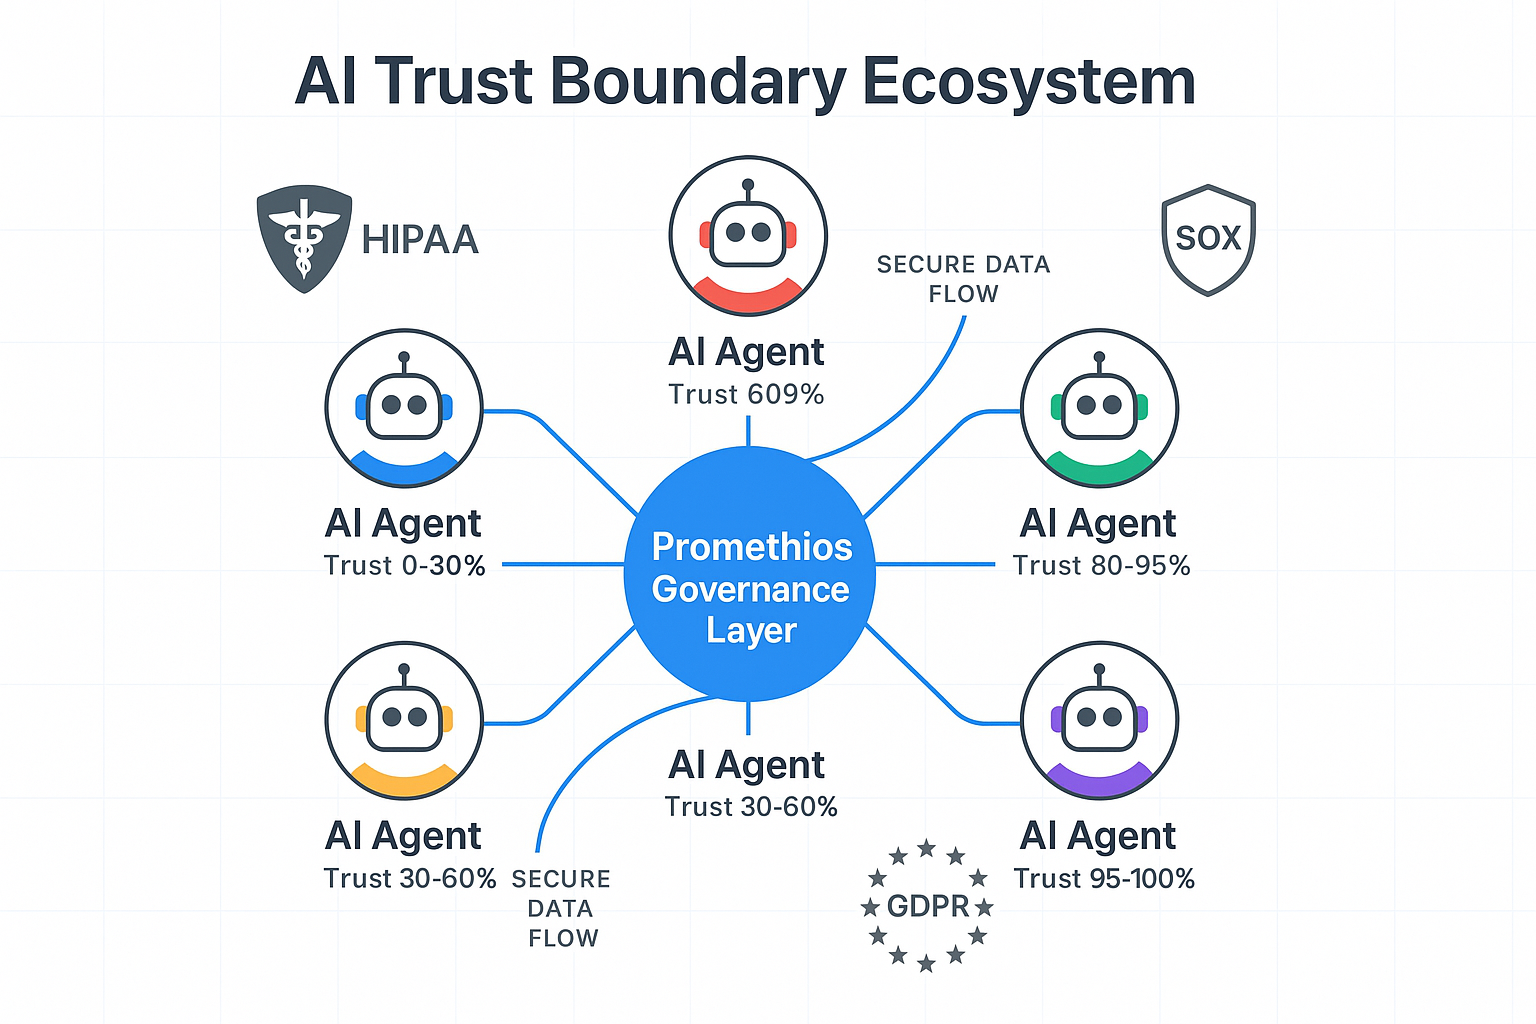 AI Trust Boundary Ecosystem
HIPAA
SOX
SECURE DATA
FLOW
AI Agent
Trust 609%
AI Agent
Trust 0-30%
AI Agent
Trust 80-95%
Promethios
Governance
Layer
AI Agent
Trust 30-60%
AI Agent
Trust 30-60%
AI Agent
Trust 95-100%
SECURE
DATA
FLOW
GDPR